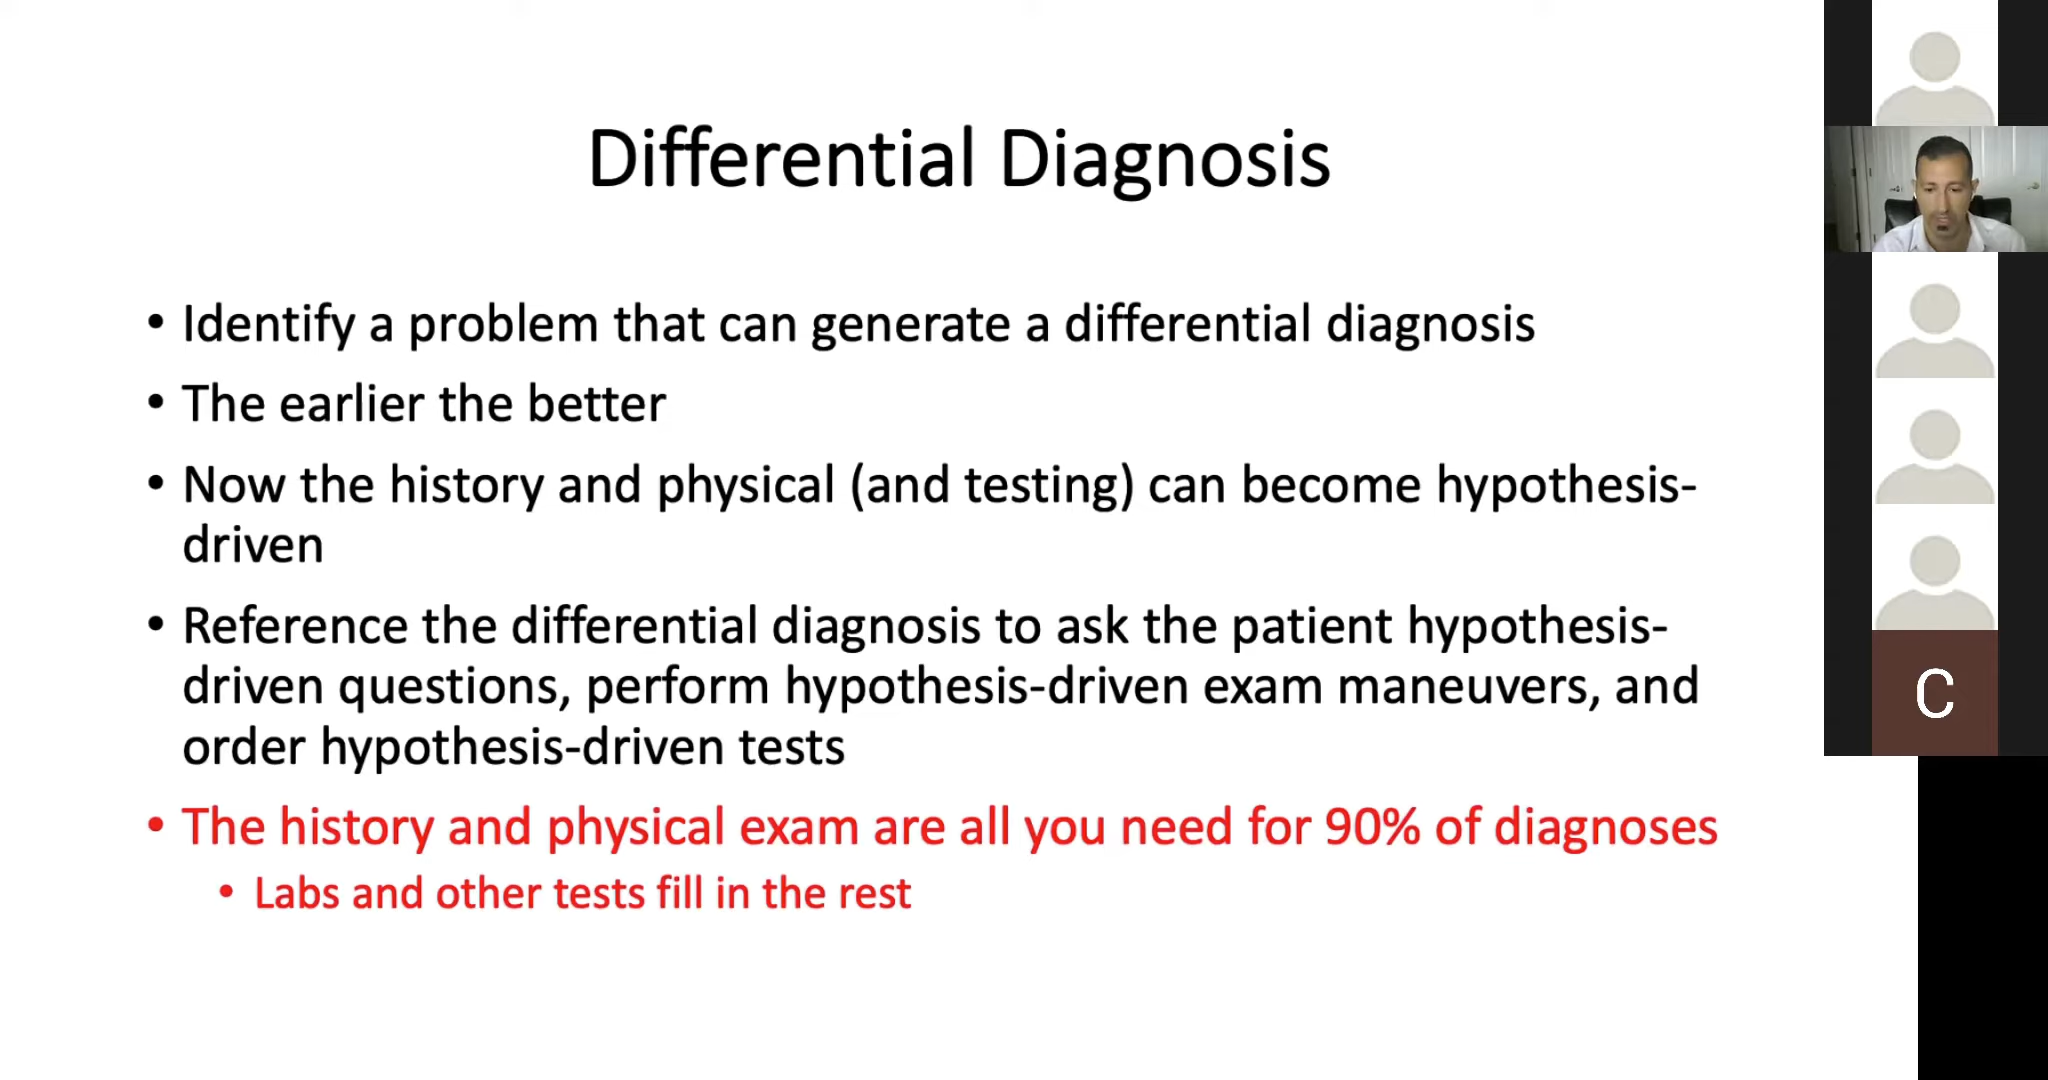 Differential Diagnosis
• Identify a problem that can generate a differential diagnosis
• The earlier the better
• Now the history and physical (and testing) can become hypothesis-
driven
• Reference the differential diagnosis to ask the patient hypothesis-
driven questions, perform hypothesis-driven exam maneuvers, and
order hypothesis-driven tests
• The history and physical exam are all you need for 90% of diagnoses
• Labs and other tests fill in the rest
C